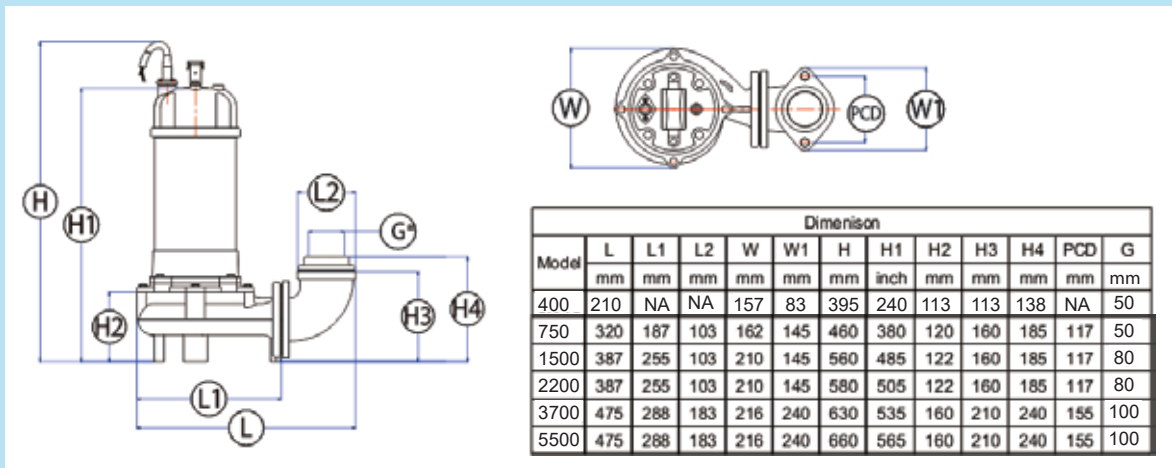 W
PCD
W1
H
H1
L2
G"
H2
H3
H4
L1
L
Dimenison
Model L L1 L2 W W1 H H1 H2 H3 H4 PCD G
mm mm mm mm mm mm inch mm mm mm mm mm
400 210 NA NA 157 83 395 240 113 113 138 NA 50
750 320 187 103 162 145 460 380 120 160 185 117 50
1500 387 255 103 210 145 560 485 122 160 185 117 80
2200 387 255 103 210 145 580 505 122 160 185 117 80
3700 475 288 183 216 240 630 535 160 210 240 155 100
5500 475 288 183 216 240 660 565 160 210 240 155 100